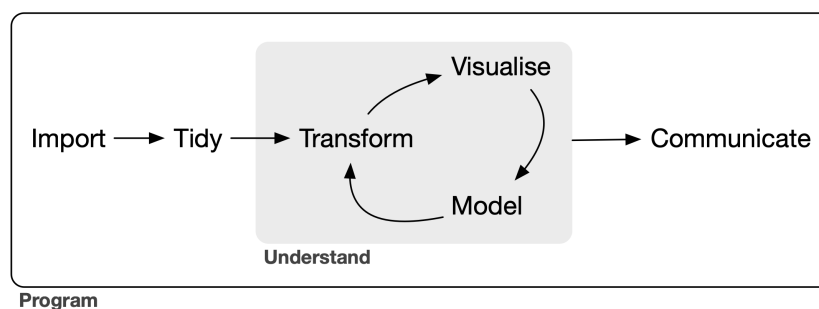 Visualise
Import
Tidy
Transform
Communicate
Model
Understand
Program